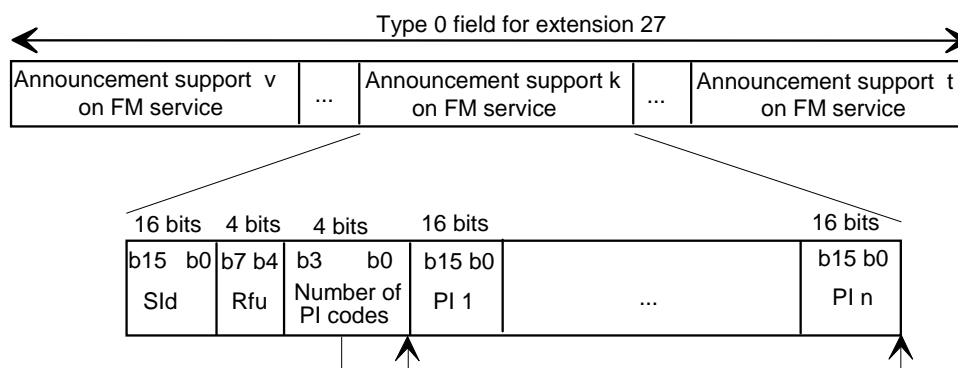 Type 0 field for extension 27
Announcement support v
on FM service
...
Announcement support k
on FM service
...
Announcement support t
on FM service
16 bits 4 bits 4 bits 16 bits 16 bits
b15 b0 b7 b4 b3 b0 b15 b0 b15 b0
SId Rfu Number of
PI codes PI 1 ... PI n